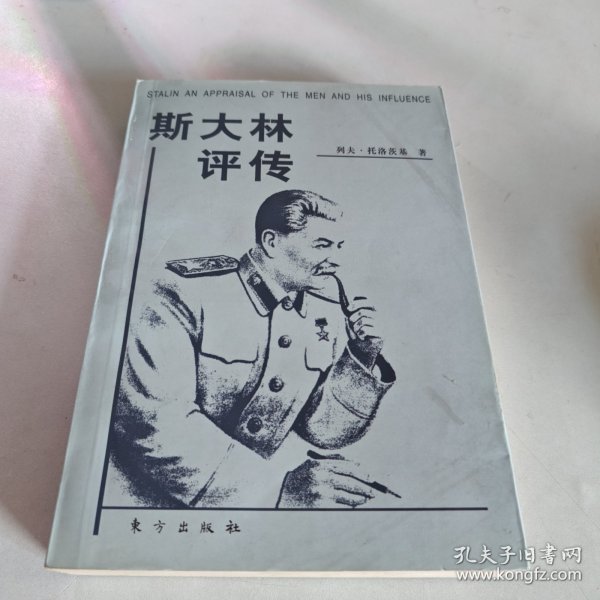 STALIN AN APPRAISAL OF THE MEN AND HIS INFLUENCE
斯大林
评传
列夫·托洛茨基 著
東方出版社
孔夫子旧书网
www.kongfz.com